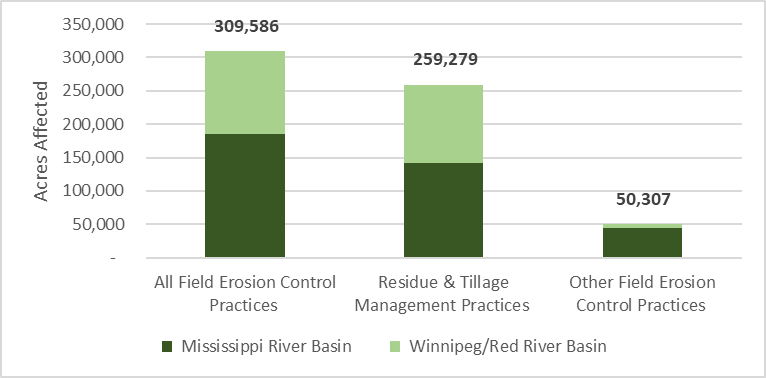 350,000
309,586
300,000
259,279
250,000
200,000
150,000
100,000
50,307
50,000
-
Acres Affected
All Field Erosion Control
Practices
Residue & Tillage
Management Practices
Other Field Erosion
Control Practices
Mississippi River Basin
Winnipeg/Red River Basin